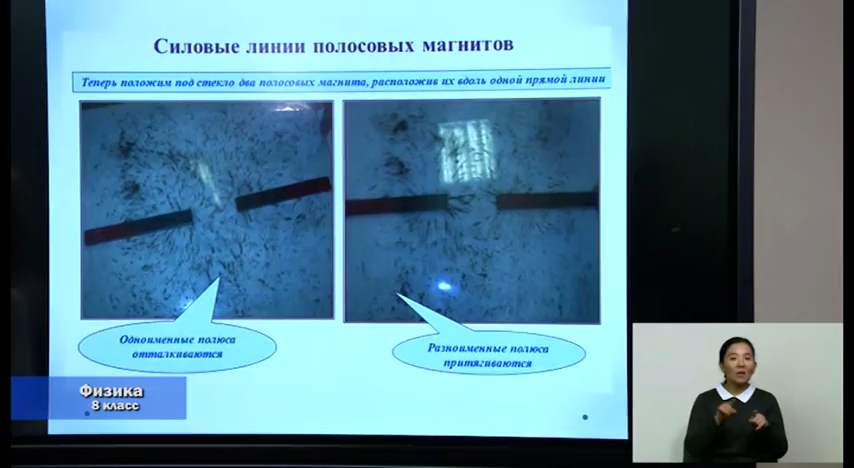 Силовые линии полосовых магнитов
Теперь положим под стекло два полосовых магнита, расположив их вдоль одной прямой линии
Одноименные полюса
отталкиваются
Разноименные полюса
притягиваются
Физика
8 класс